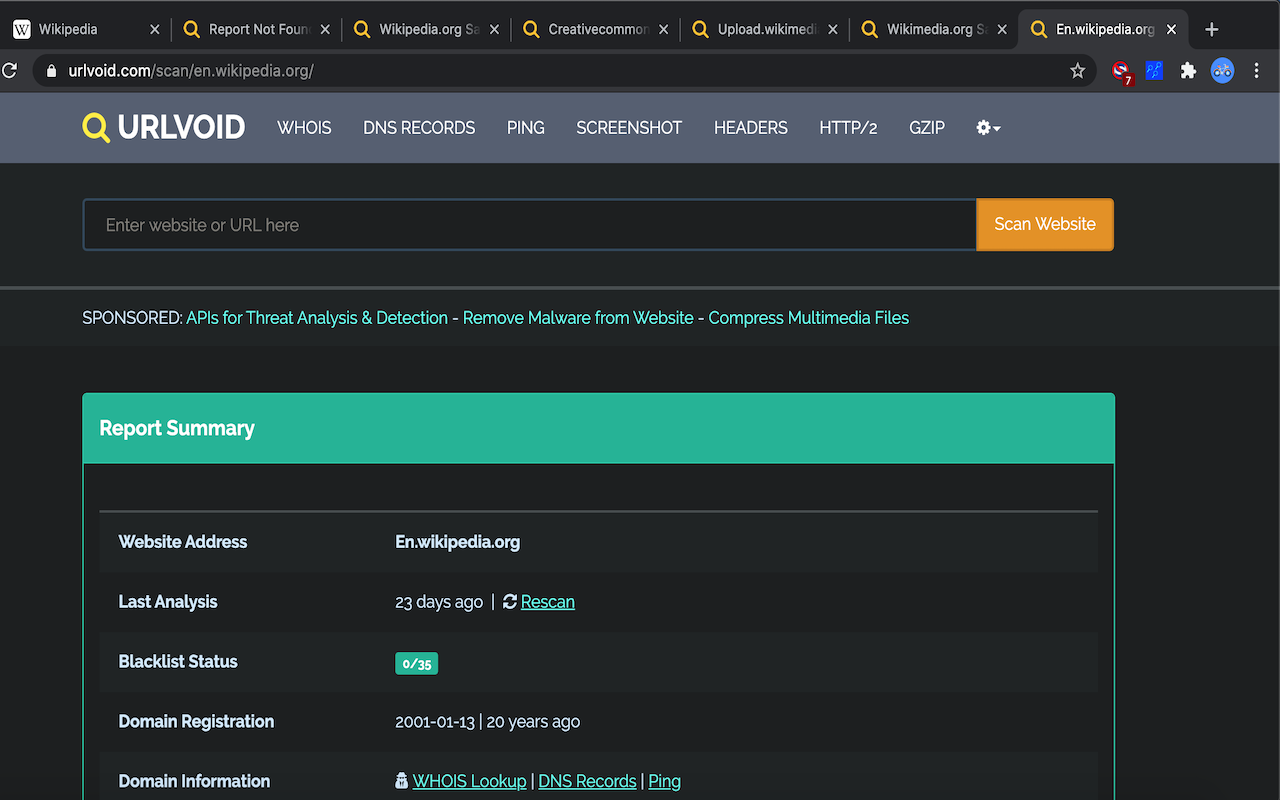 Wikipedia
Report Not Foun
Wikipedia.org Sa
Creativecommon
Upload.wikimedi
Wikimedia.org S
En.wikipedia.org
urlvoid.com/scan/en.wikipedia.org/
7
URLVOID
WHOIS
DNS RECORDS
PING
SCREENSHOT
HEADERS
HTTP/2
GZIP
Enter website or URL here
Scan Website
SPONSORED: APIs for Threat Analysis & Detection - Remove Malware from Website - Compress Multimedia Files
Report Summary
Website Address En.wikipedia.org
Last Analysis 23 days ago | Rescan
Blacklist Status 0/35
Domain Registration 2001-01-13 | 20 years ago
Domain Information WHOIS Lookup | DNS Records | Ping